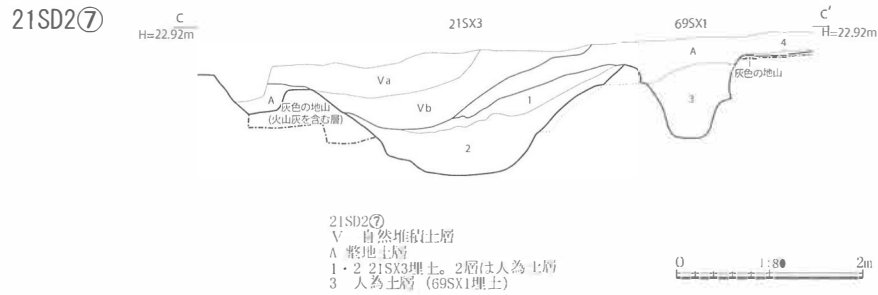 21SD2⑦
C
H=22.92m
21SX3
69SX1
C'
H=22.92m
A
4
灰色の地山
Va
A
灰色の地山
(火山灰を含む層)
Vb
1
3
2
21SD2⑦
V 自然堆積土層
A 整地土層
1・2 21SX3埋土。2層は人為土層
3 人為土層(69SX1埋土)
0 1:80 2m